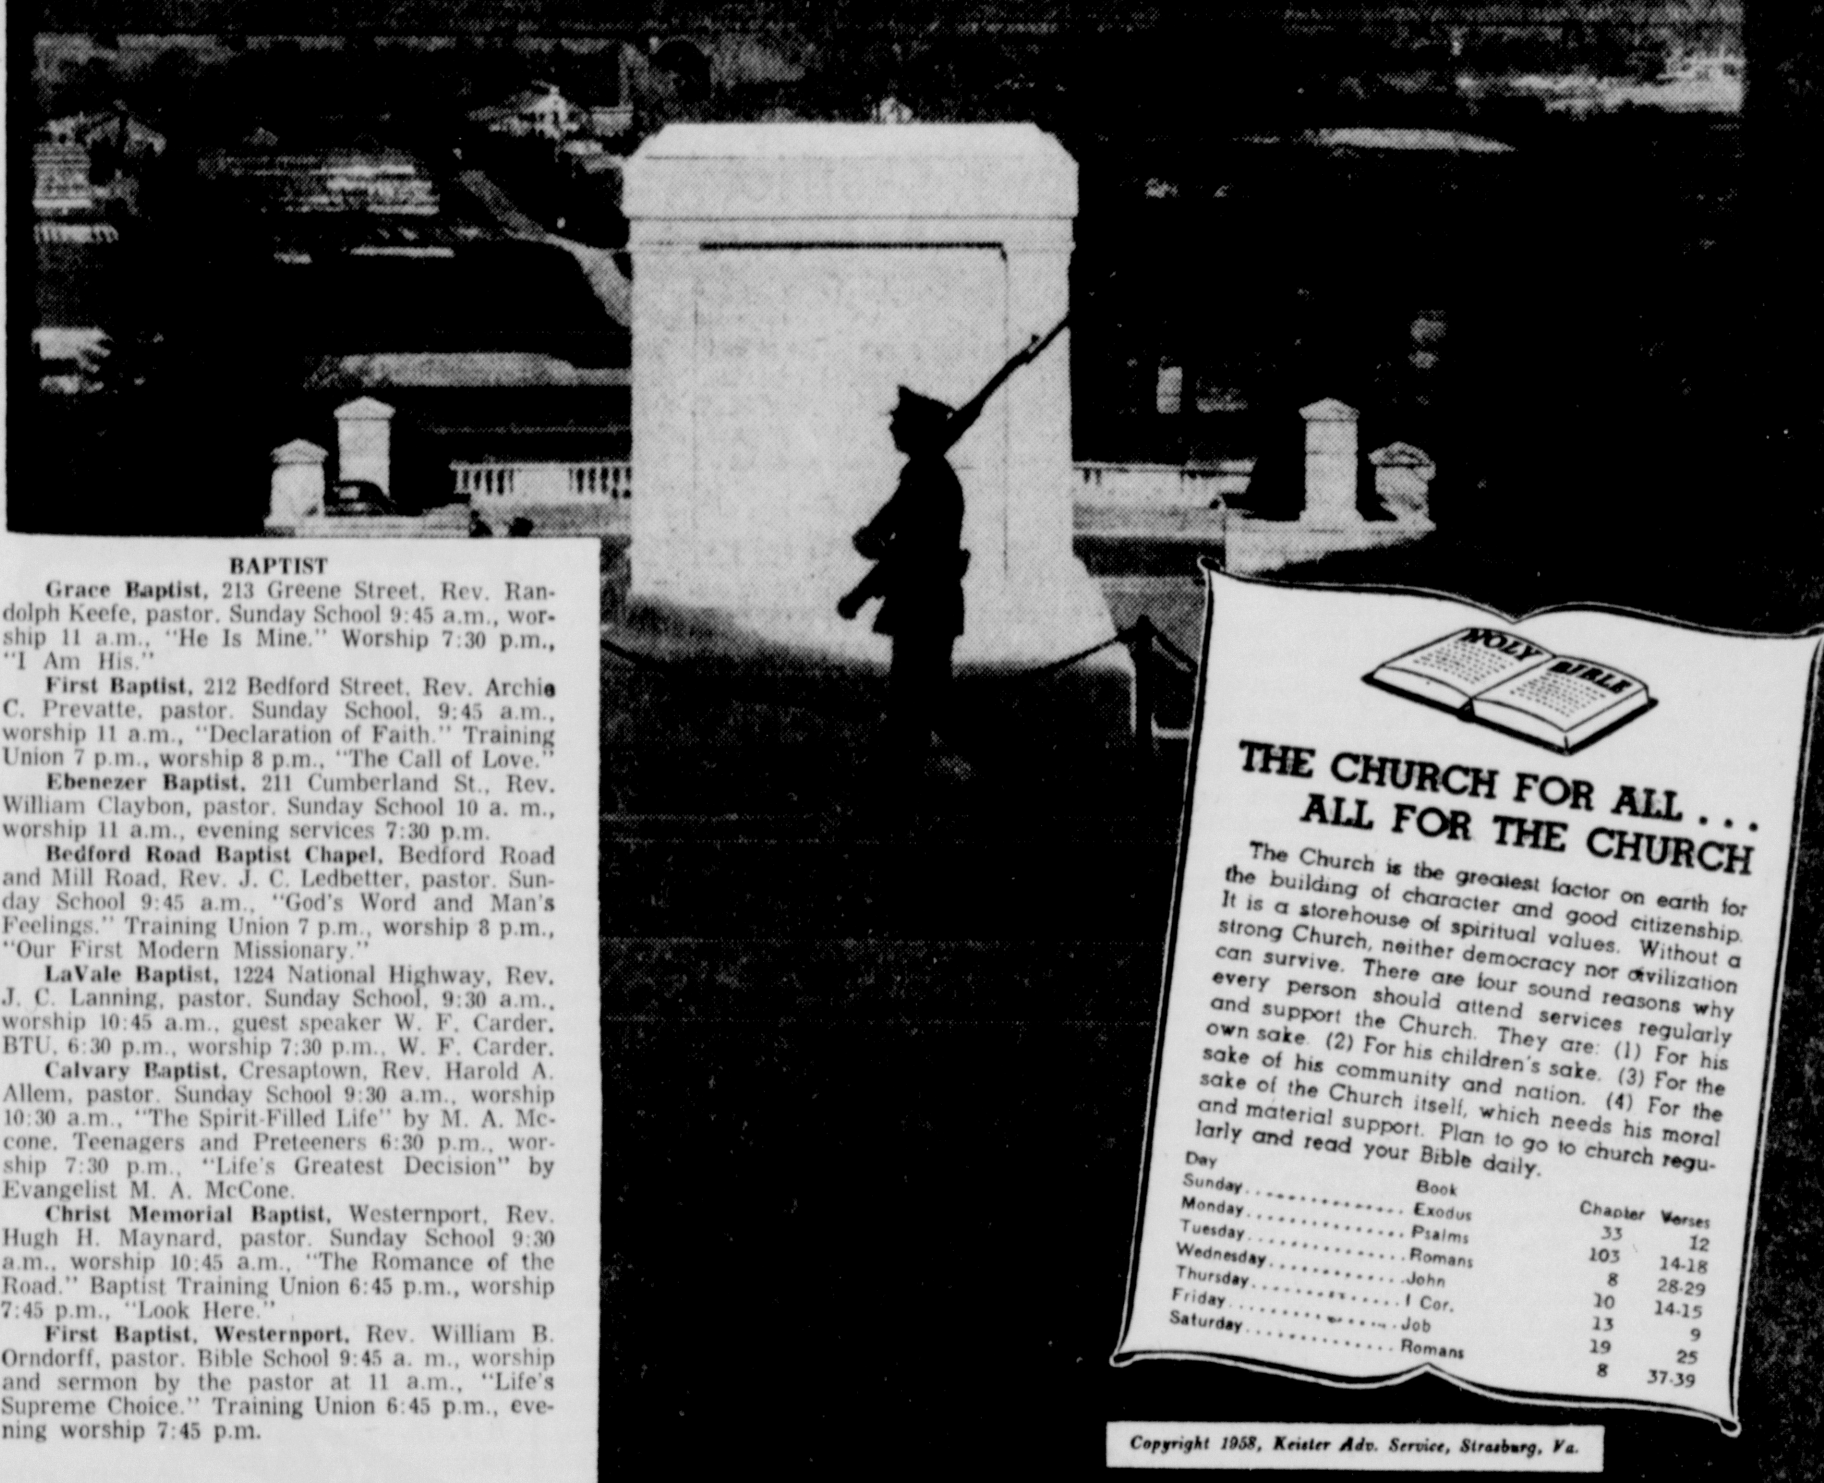 BAPTIST
Grace Baptist, 213 Greene Street, Rev. Ran-
dolph Keefe, pastor. Sunday School 9:45 a.m., wor-
ship 11 a.m., "He Is Mine." Worship 7:30 p.m.,
"I Am His."
First Baptist, 212 Bedford Street, Rev. Archie
C. Prevatte, pastor. Sunday School, 9:45 a.m.,
worship 11 a.m., "Declaration of Faith." Training
Union 7 p.m., worship 8 p.m., "The Call of Love."
Ebenezer Baptist, 211 Cumberland St., Rev.
William Claybon, pastor. Sunday School 10 a. m.,
worship 11 a.m., evening services 7:30 p.m.
Bedford Road Baptist Chapel, Bedford Road
and Mill Road, Rev. J. C. Ledbetter, pastor. Sun-
day School 9:45 a.m., "God's Word and Man's
Feelings." Training Union 7 p.m., worship 8 p.m.,
"Our First Modern Missionary."
LaVale Baptist, 1224 National Highway, Rev.
J. C. Lanning, pastor. Sunday School, 9:30 a.m.,
worship 10:45 a.m., guest speaker W. F. Carder.
BTU, 6:30 p.m., worship 7:30 p.m., W. F. Carder.
Calvary Baptist, Cresaptown, Rev. Harold A.
Allem, pastor. Sunday School 9:30 a.m., worship
10:30 a.m., "The Spirit-Filled Life" by M. A. Mc-
cone. Teenagers and Preteeners 6:30 p.m., wor-
ship 7:30 p.m., "Life's Greatest Decision" by
Evangelist M. A. McCone.
Christ Memorial Baptist, Westernport, Rev.
Hugh H. Maynard, pastor. Sunday School 9:30
a.m., worship 10:45 a.m., "The Romance of the
Road." Baptist Training Union 6:45 p.m., worship
7:45 p.m., "Look Here."
First Baptist, Westernport, Rev. William B.
Orndorff, pastor. Bible School 9:45 a. m., worship
and sermon by the pastor at 11 a.m., "Life's
Supreme Choice." Training Union 6:45 p.m., eve-
ning worship 7:45 p.m.
HOLY BIBLE
THE CHURCH FOR ALL . . .
ALL FOR THE CHURCH
The Church is the greatest factor on earth for
the building of character and good citizenship.
It is a storehouse of spiritual values. Without a
strong Church, neither democracy nor civilization
can survive. There are four sound reasons why
every person should attend services regularly
and support the Church. They are: (1) For his
own sake. (2) For his children's sake. (3) For the
sake of his community and nation. (4) For the
sake of the Church itself, which needs his moral
and material support. Plan to go to church regu-
larly and read your Bible daily.
Day Book Chapter Verses
Sunday Exodus 33 12
Monday Psalms 103 14-18
Tuesday Romans 8 28-29
Wednesday John 10 14-15
Thursday I Cor. 13 9
Friday Job 19 25
Saturday Romans 8 37-39
Copyright 1958, Keister Adv. Service, Strasburg, Va.